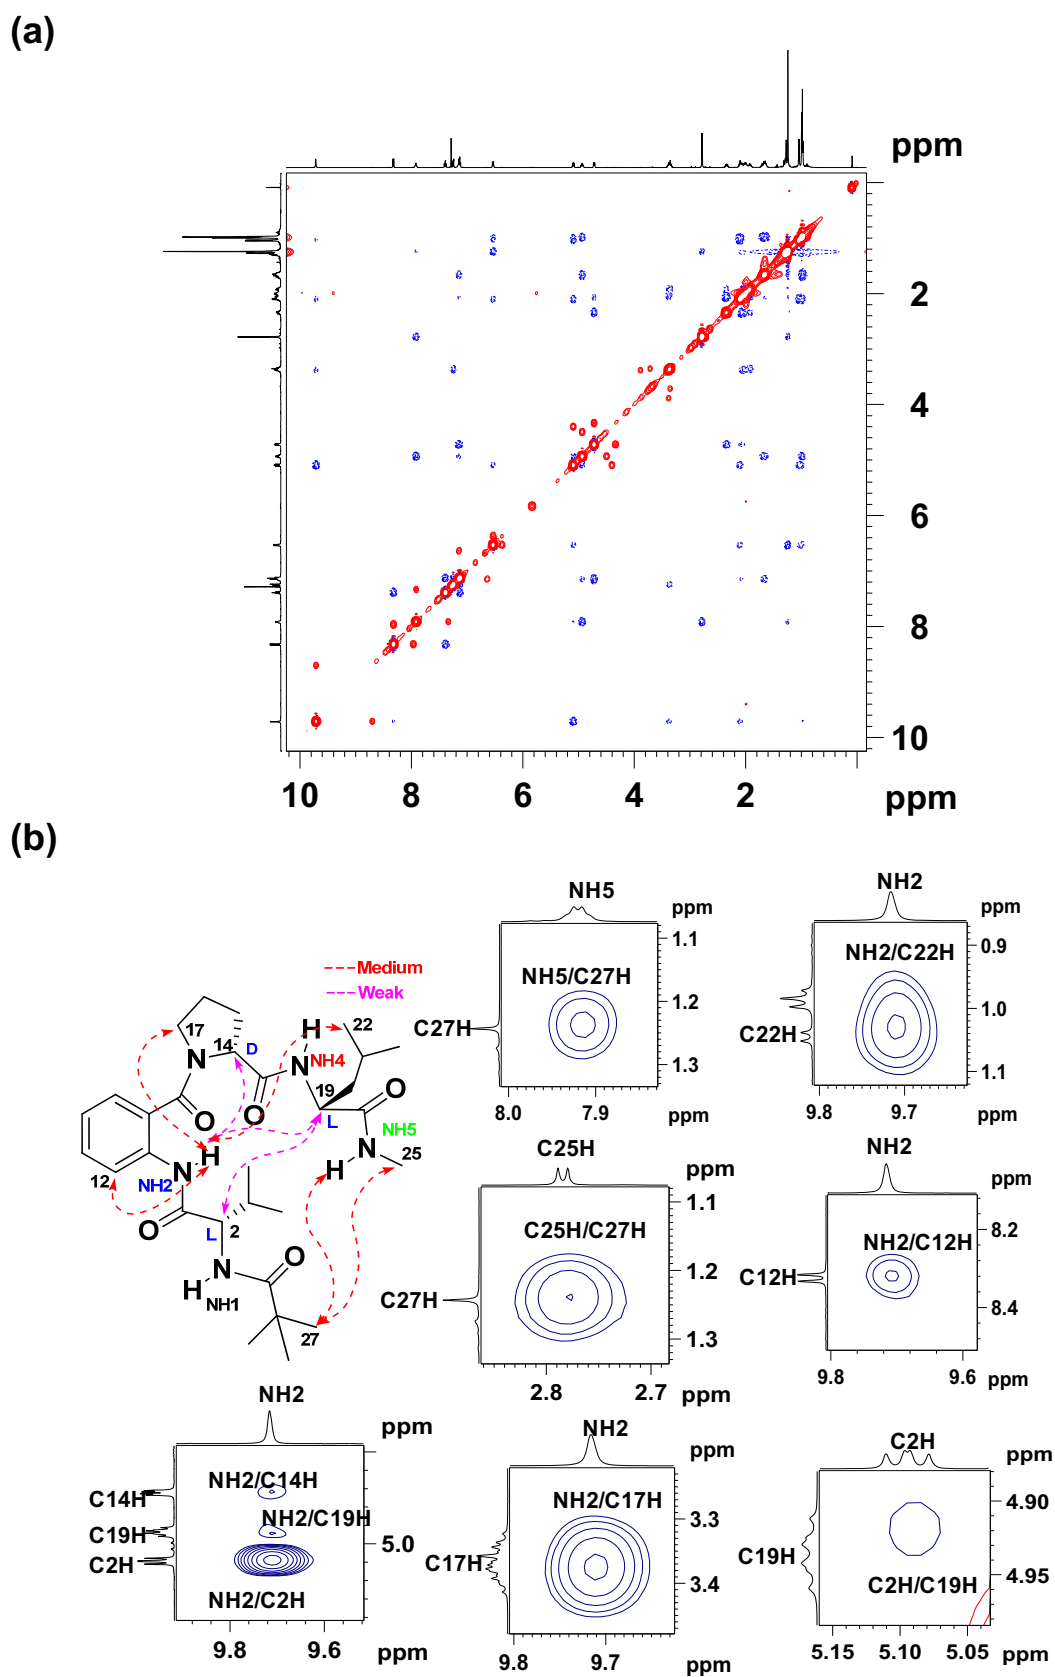 (a)
ppm
2
4
6
8
10
10 8 6 4 2 ppm
(b)
Medium
Weak
17
14
D
H
22
N
N
NH4
O
O
O
19
L
NH5
H
N
25
12
N
NH2
H
O
L
2
N
H
NH1
O
27
NH5
ppm
NH5/C27H
C27H
1.1
1.2
1.3
8.0 7.9
ppm
NH2
ppm
NH2/C22H
C22H
0.9
1.0
1.1
9.8 9.7
ppm
C25H
ppm
C25H/C27H
C27H
1.1
1.2
1.3
2.8 2.7
ppm
NH2
ppm
NH2/C12H
C12H
8.2
8.4
9.8 9.6 ppm
NH2
ppm
NH2/C14H
C14H
NH2/C19H
C19H
5.0
C2H
NH2/C2H
9.8 9.6
ppm
NH2
ppm
NH2/C17H
C17H
3.3
3.4
9.8 9.7
ppm
C2H
ppm
4.90
C19H
4.95
C2H/C19H
5.15 5.10 5.05
ppm